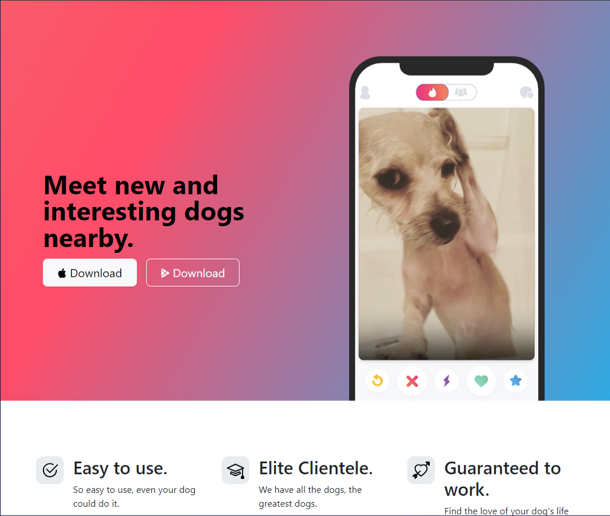 Meet new and
interesting dogs
nearby.
Download
Download
Easy to use.
So easy to use, even your dog
could do it.
Elite Clientele.
We have all the dogs, the
greatest dogs.
Guaranteed to
work.
Find the love of your dog's life